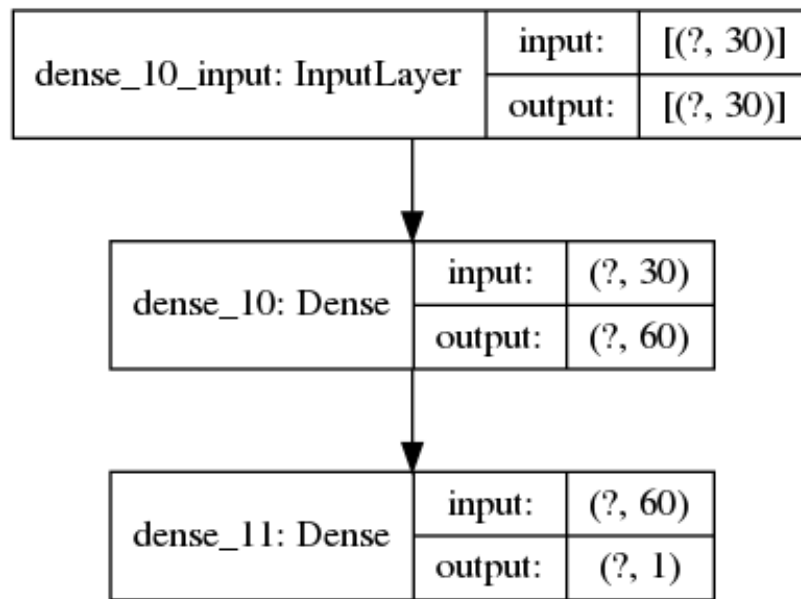 dense_10_input: InputLayer
input: [(?, 30)]
output: [(?, 30)]
dense_10: Dense
input: (?, 30)
output: (?, 60)
dense_11: Dense
input: (?, 60)
output: (?, 1)